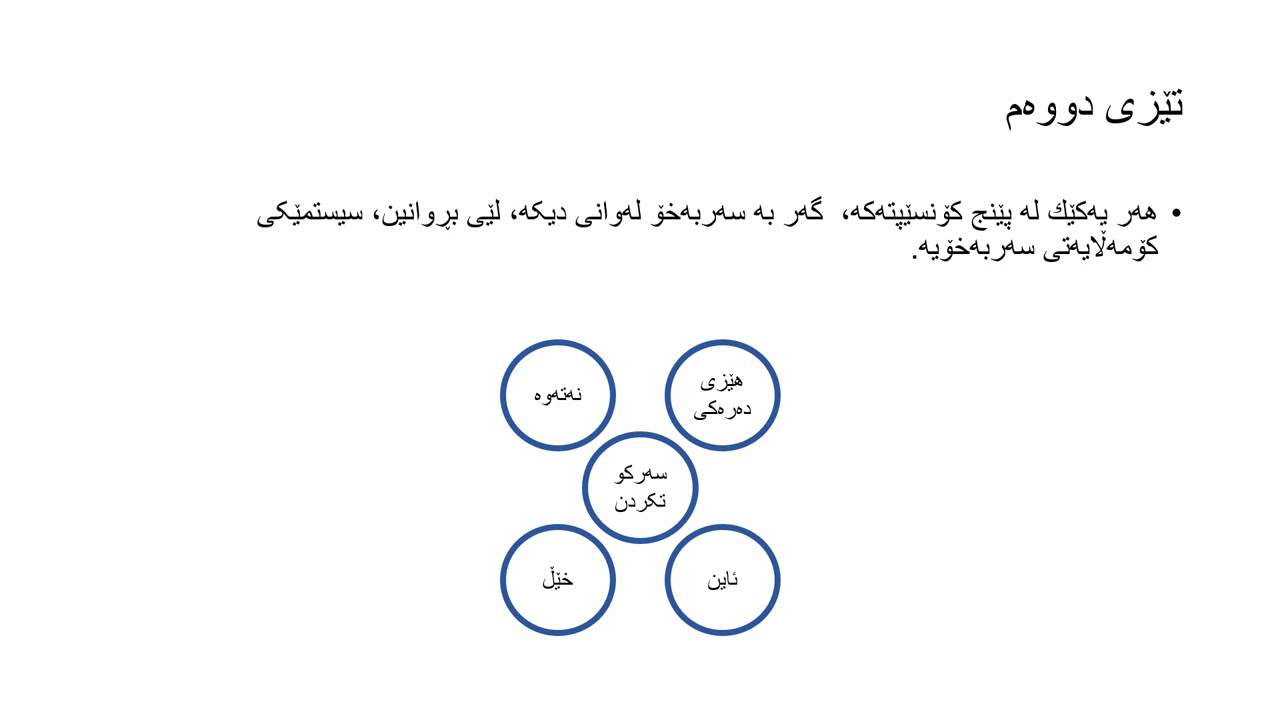 تێزی دووەم
• هەر یەکێك لە پێنج کۆنسێپتەکە، گەر بە سەربەخۆ لەوانی دیکە، لێی بڕوانین، سیستمێکی
کۆمەڵایەتی سەربەخۆیە.
هێزی
دەرەکی
نەتەوە
سەرکو
تکردن
ئاین
خێڵ